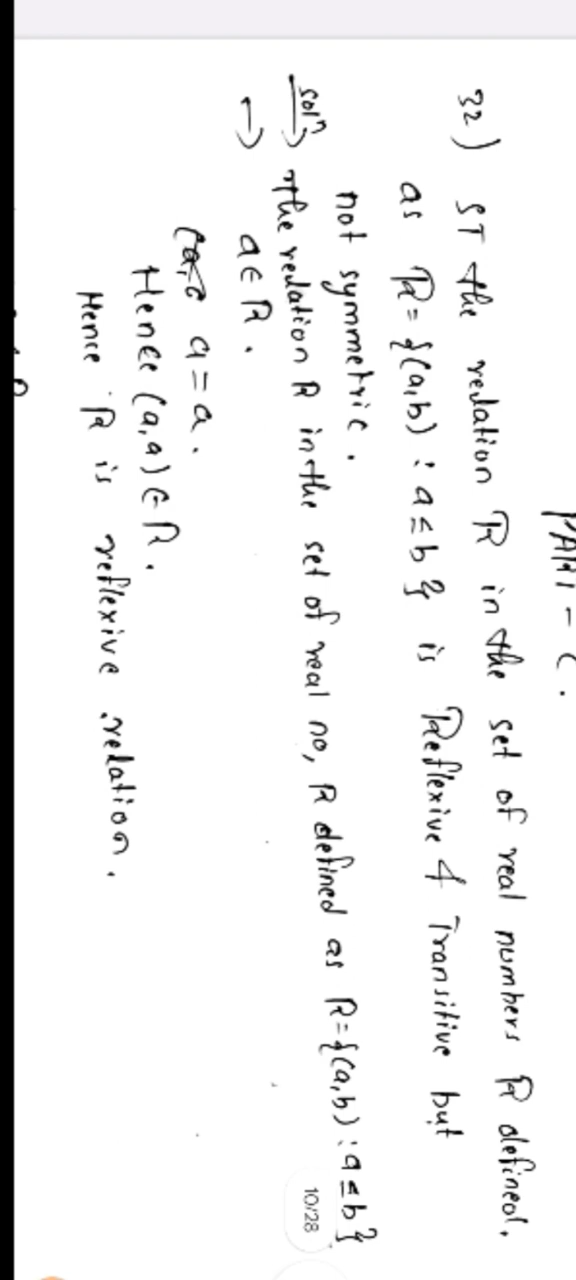 PART - C.
32) ST the relation R in the set of real numbers R defined.
as R = {(a,b) : a ≤ b} is Reflexive & Transitive but
not symmetric.
solⁿ The relation R in the set of real no, R defined as R={(a,b) : a ≤ b}
→ a ∈ R.
a = a.
Hence (a,a) ∈ R.
Hence R is reflexive relation.
10/28